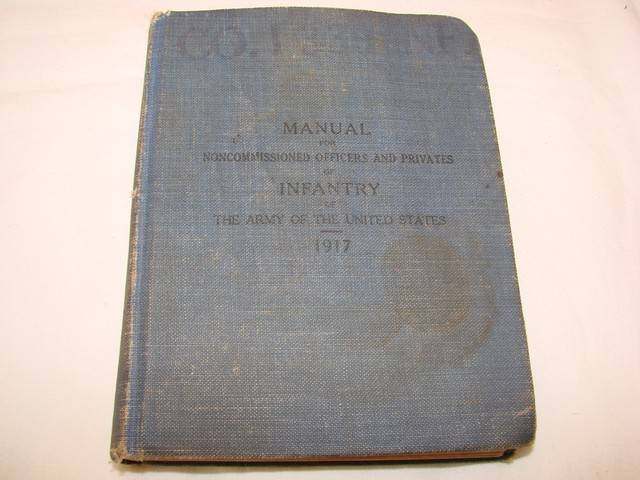 CO.
MANUAL
FOR
NONCOMMISSIONED OFFICERS AND PRIVATES
OF
INFANTRY
OF
THE ARMY OF THE UNITED STATES
1917